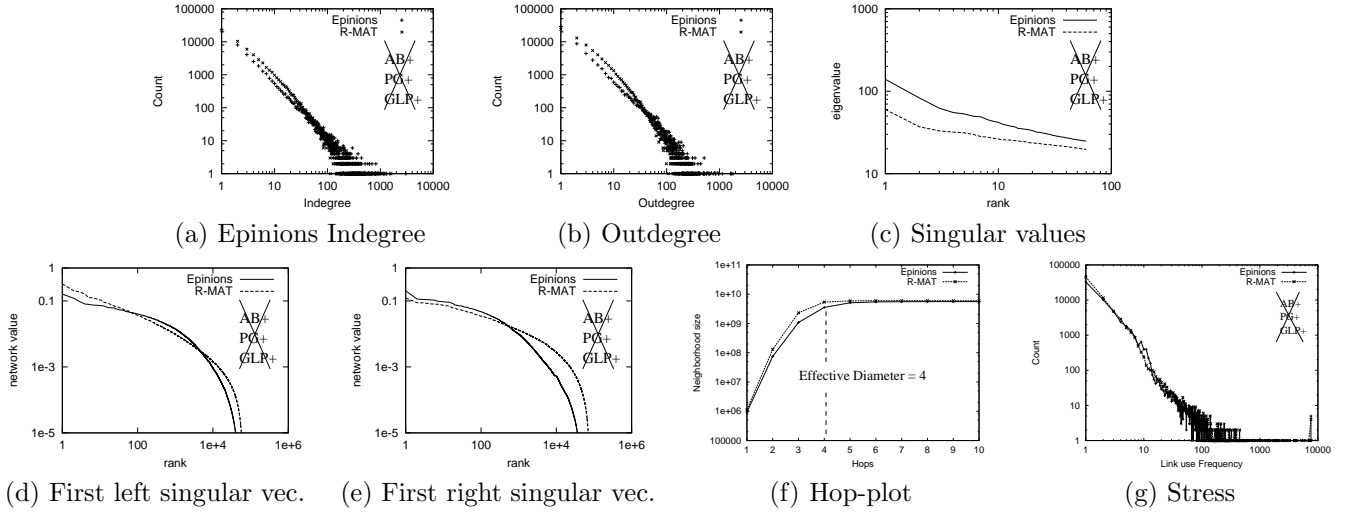 100000
10000
1000
100
10
1
1 10 100 1000 10000
Count
Indegree
Epinions
R-MAT
AB+
PG+
GLP+
(a) Epinions Indegree
100000
10000
1000
100
10
1
1 10 100 1000 10000
Count
Outdegree
Epinions
R-MAT
AB+
PG+
GLP+
(b) Outdegree
1000
100
10
1 10 100
eigenvalue
rank
Epinions
R-MAT
AB+
PG+
GLP+
(c) Singular values
1
0.1
1e-3
1e-5
1 100 1e+4 1e+6
network value
rank
Epinions
R-MAT
AB+
PG+
GLP+
(d) First left singular vec.
1
0.1
1e-3
1e-5
1 100 1e+4 1e+6
network value
rank
Epinions
R-MAT
AB+
PG+
GLP+
(e) First right singular vec.
1e+11
1e+10
1e+09
1e+08
1e+07
1e+06
100000
1 2 3 4 5 6 7 8 9 10
Neighborhood size
Hops
Epinions
R-MAT
Effective Diameter = 4
(f) Hop-plot
100000
10000
1000
100
10
1
1 10 100 1000 10000
Count
Link use Frequency
Epinions
R-MAT
AB+
PG+
GLP+
(g) Stress